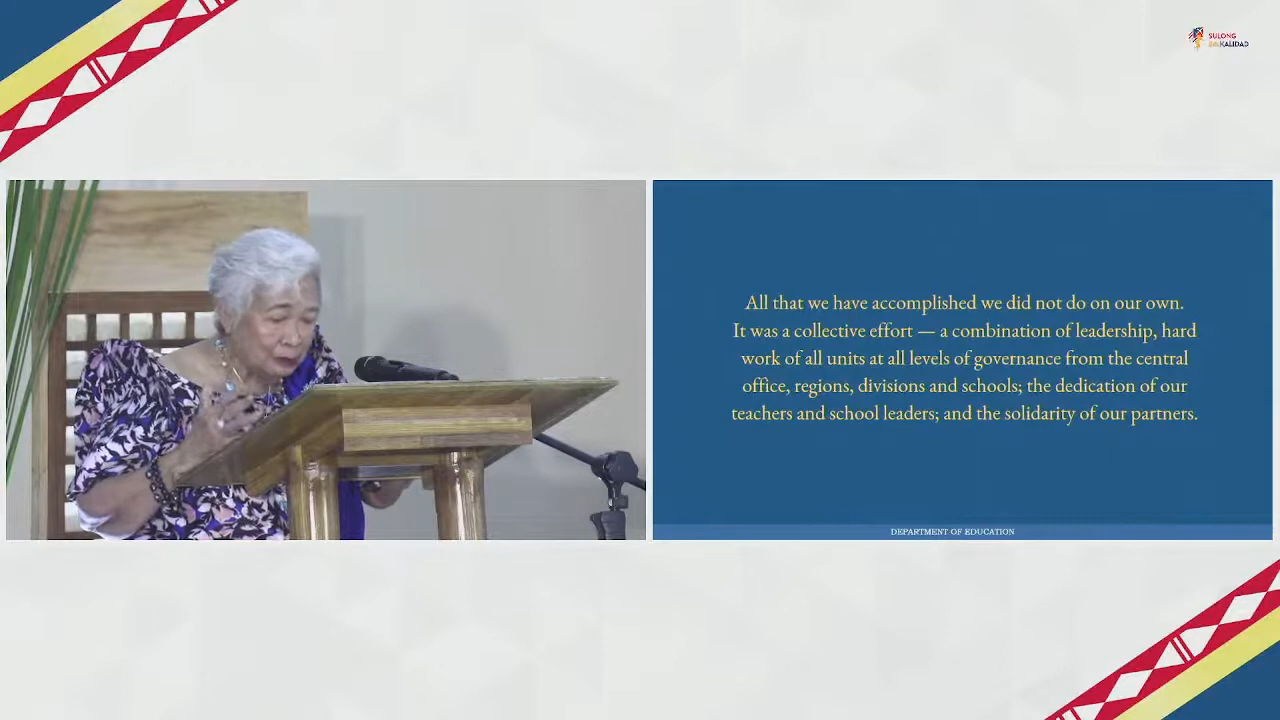 SULONG
EduKALIDAD
All that we have accomplished we did not do on our own.
It was a collective effort — a combination of leadership, hard
work of all units at all levels of governance from the central
office, regions, divisions and schools; the dedication of our
teachers and school leaders; and the solidarity of our partners.
DEPARTMENT OF EDUCATION